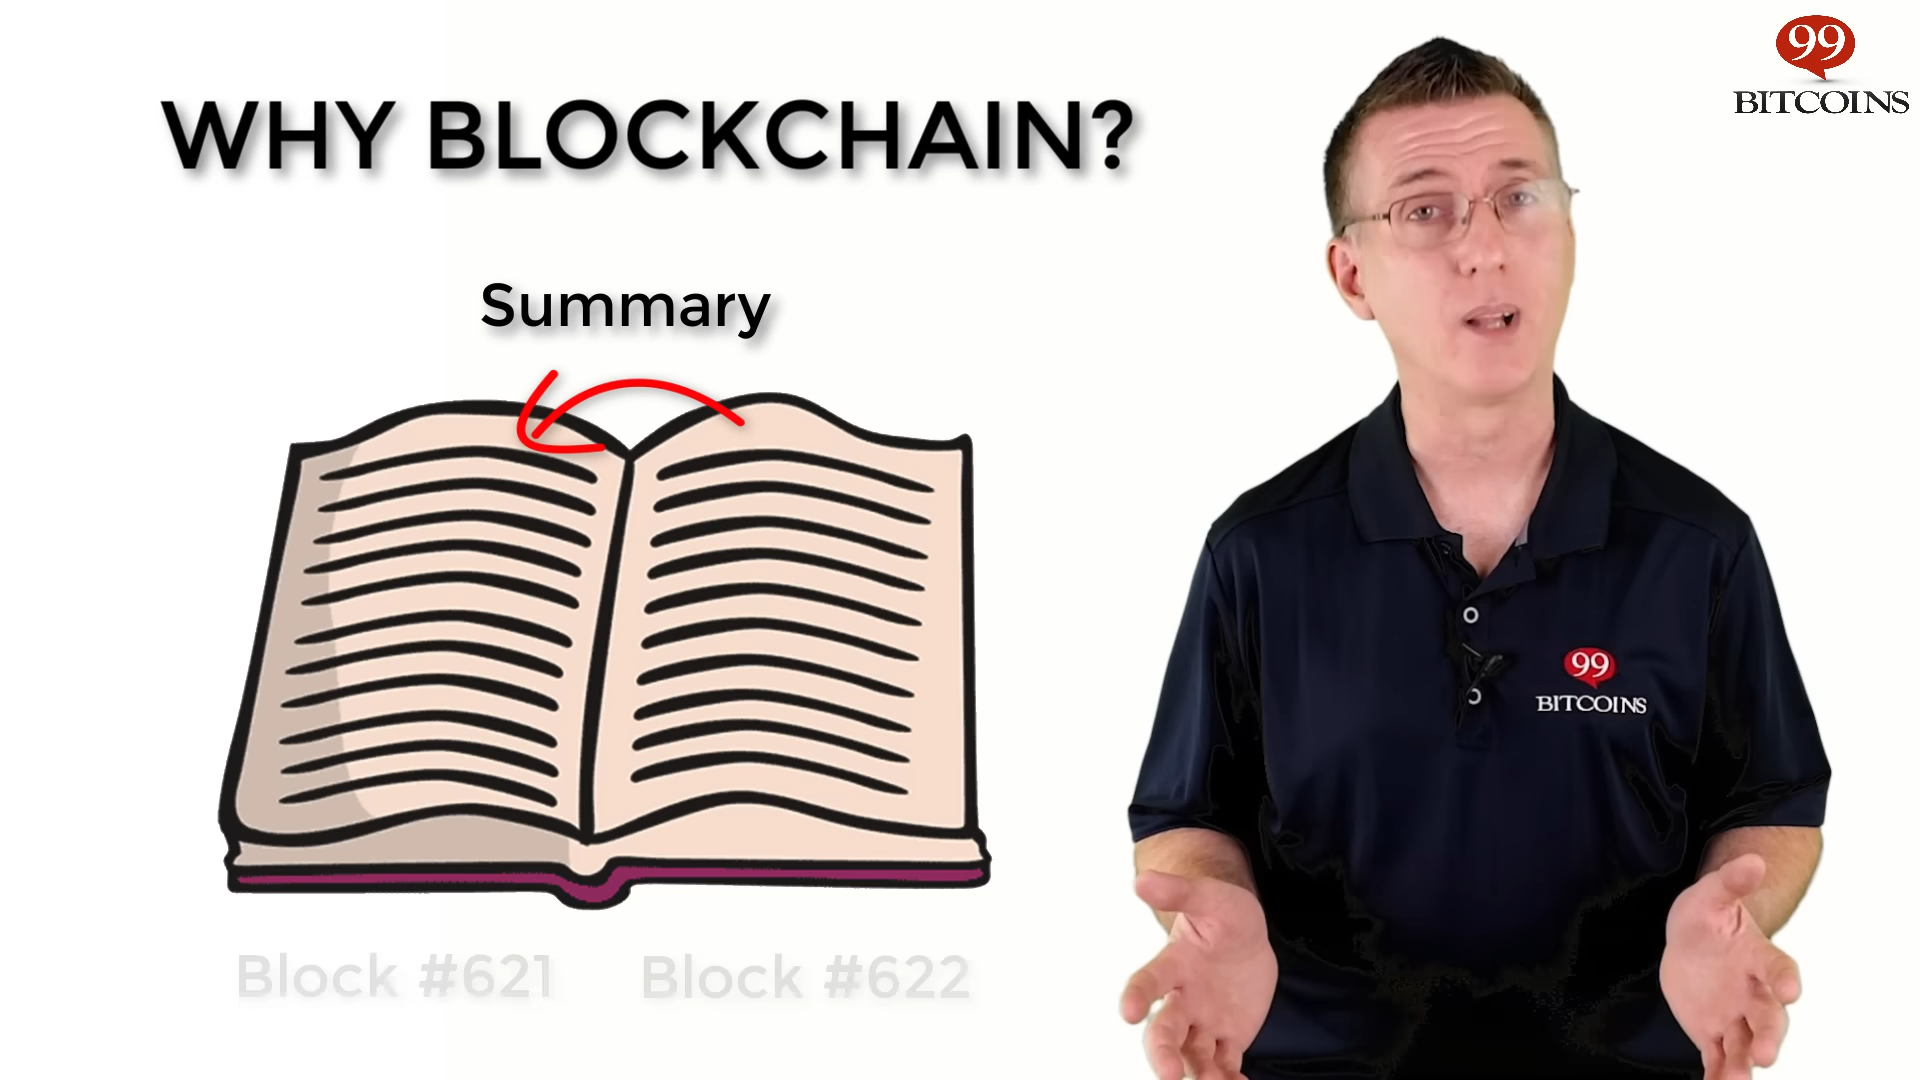 WHY BLOCKCHAIN?
99
BITCOINS
Summary
99
BITCOINS
Block #621
Block #622